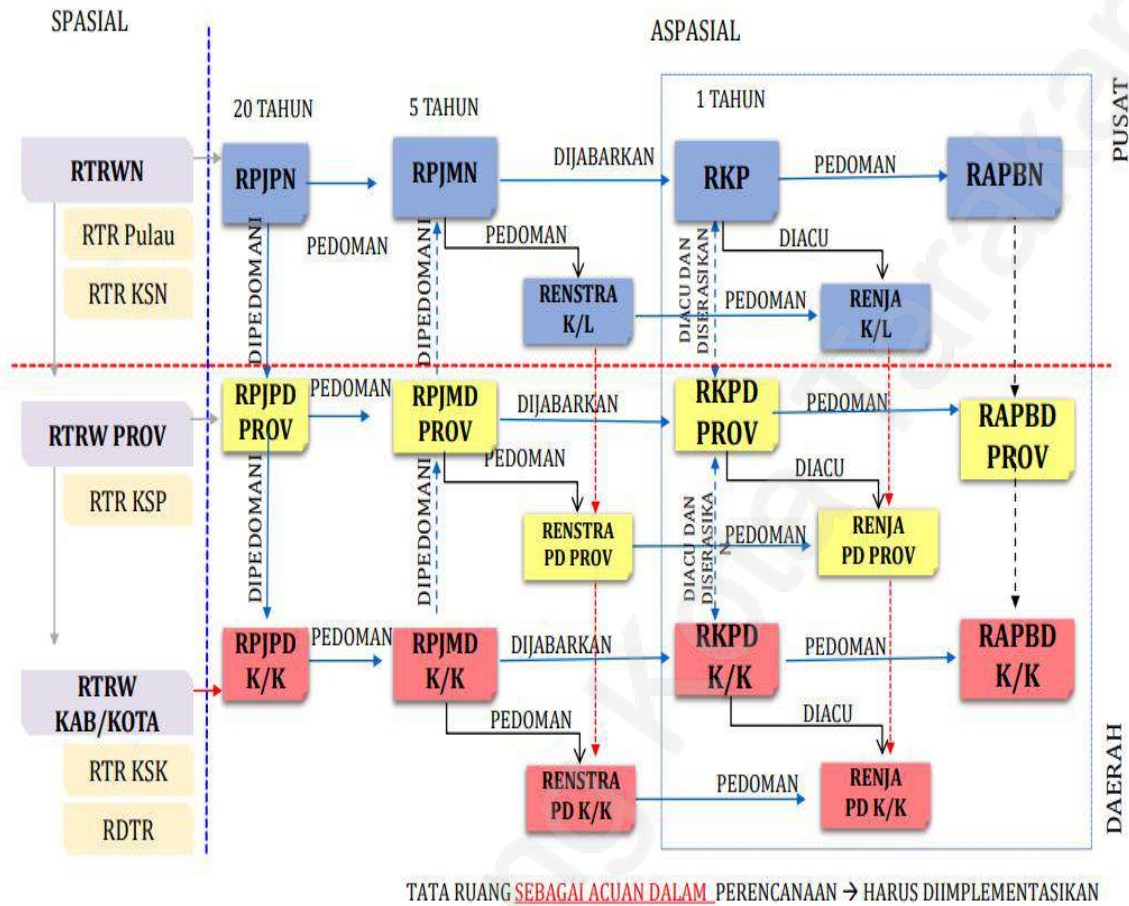 SPASIAL
ASPASIAL
20 TAHUN
5 TAHUN
1 TAHUN
PUSAT
RTRWN
RTR Pulau
RTR KSN
RPJPN
RPJMN
DIJABARKAN
RKP
PEDOMAN
RAPBN
PEDOMAN
PEDOMAN
DIACU
RENSTRA
K/L
PEDOMAN
RENJA
K/L
DIPEDOMANI
DIPEDOMANI
DIACU DAN
DISERASIKAN
RTRW PROV
RTR KSP
RPJPD
PROV
PEDOMAN
RPJMD
PROV
DIJABARKAN
RKPD
PROV
PEDOMAN
RAPBD
PROV
PEDOMAN
DIACU
RENSTRA
PD PROV
PEDOMAN
RENJA
PD PROV
DIPEDOMANI
DIPEDOMANI
DIACU DAN
DISERASIKA
N
RTRW
KAB/KOTA
RTR KSK
RDTR
RPJPD
K/K
PEDOMAN
RPJMD
K/K
DIJABARKAN
RKPD
K/K
PEDOMAN
RAPBD
K/K
PEDOMAN
DIACU
RENSTRA
PD K/K
PEDOMAN
RENJA
PD K/K
DAERAH
TATA RUANG SEBAGAI ACUAN DALAM PERENCANAAN → HARUS DIIMPLEMENTASIKAN